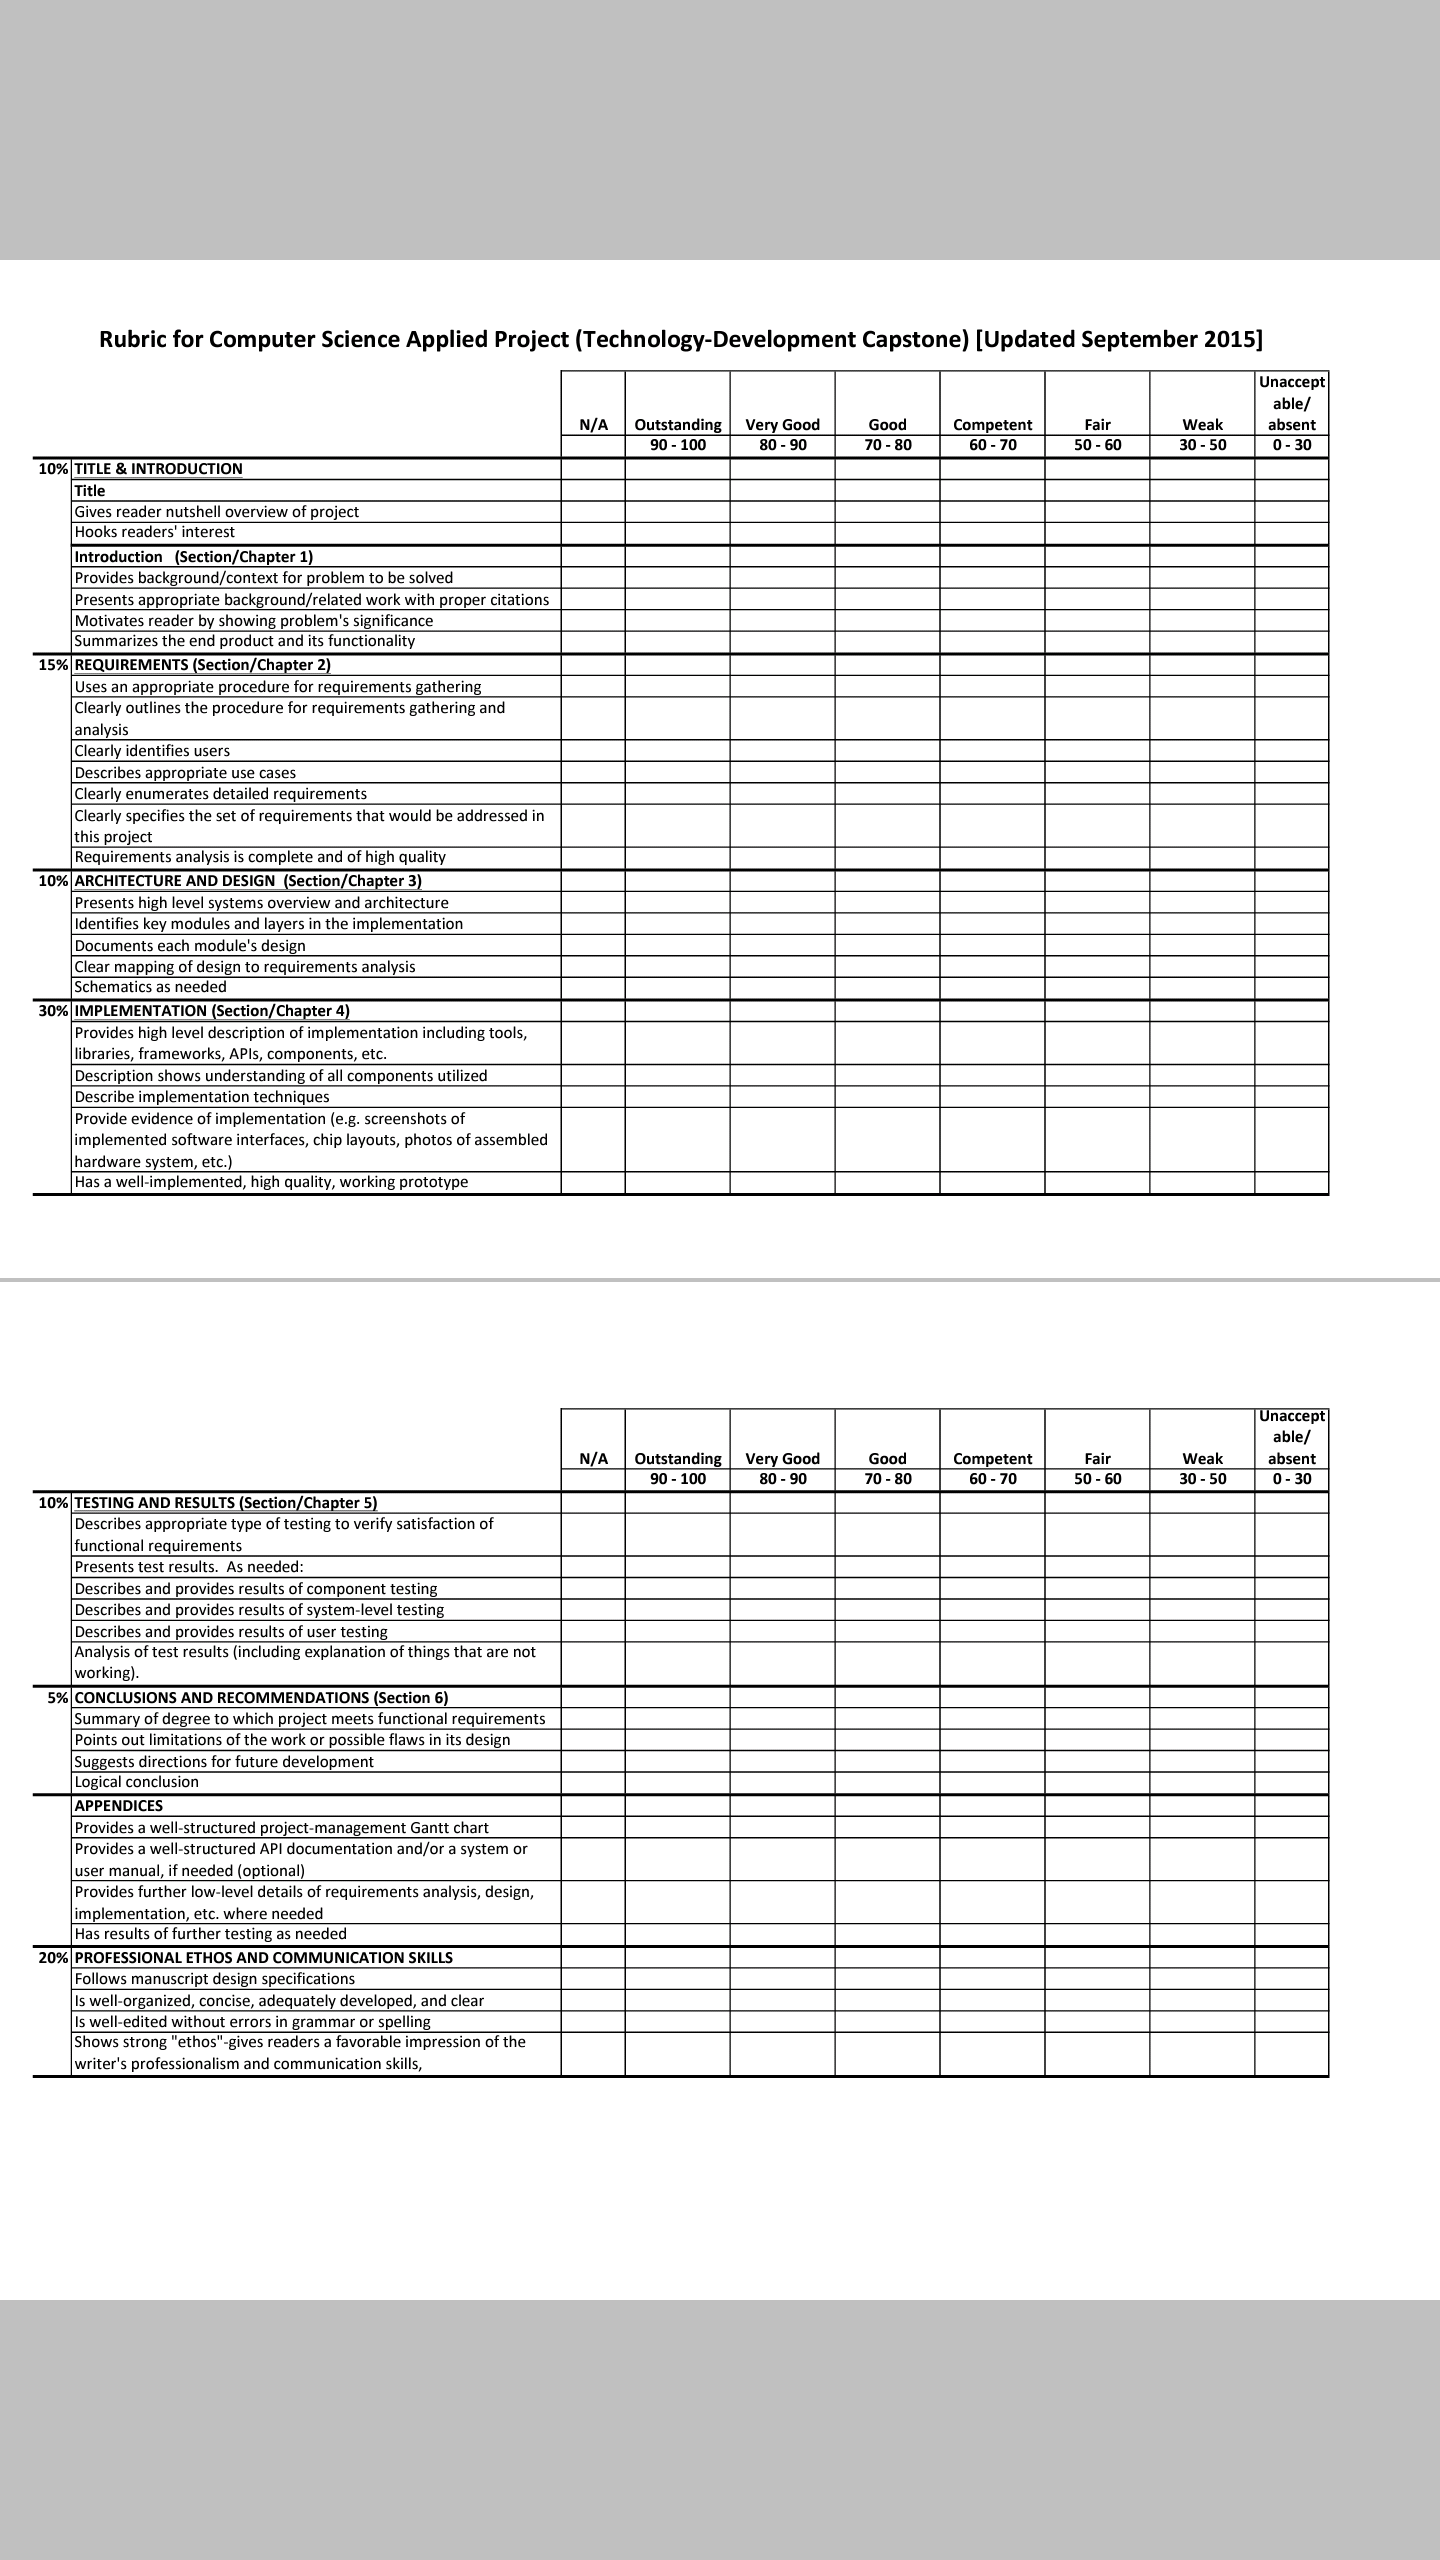 Rubric for Computer Science Applied Project (Technology-Development Capstone) [Updated September 2015]
N/A Outstanding Very Good Good Competent Fair Weak Unaccept
able/
absent
90 - 100 80 - 90 70 - 80 60 - 70 50 - 60 30 - 50 0 - 30
10% TITLE & INTRODUCTION
Title
Gives reader nutshell overview of project
Hooks readers' interest
Introduction (Section/Chapter 1)
Provides background/context for problem to be solved
Presents appropriate background/related work with proper citations
Motivates reader by showing problem's significance
Summarizes the end product and its functionality
15% REQUIREMENTS (Section/Chapter 2)
Uses an appropriate procedure for requirements gathering
Clearly outlines the procedure for requirements gathering and
analysis
Clearly identifies users
Describes appropriate use cases
Clearly enumerates detailed requirements
Clearly specifies the set of requirements that would be addressed in
this project
Requirements analysis is complete and of high quality
10% ARCHITECTURE AND DESIGN (Section/Chapter 3)
Presents high level systems overview and architecture
Identifies key modules and layers in the implementation
Documents each module's design
Clear mapping of design to requirements analysis
Schematics as needed
30% IMPLEMENTATION (Section/Chapter 4)
Provides high level description of implementation including tools,
libraries, frameworks, APIs, components, etc.
Description shows understanding of all components utilized
Describe implementation techniques
Provide evidence of implementation (e.g. screenshots of
implemented software interfaces, chip layouts, photos of assembled
hardware system, etc.)
Has a well-implemented, high quality, working prototype
N/A Outstanding Very Good Good Competent Fair Weak Unaccept
able/
absent
90 - 100 80 - 90 70 - 80 60 - 70 50 - 60 30 - 50 0 - 30
10% TESTING AND RESULTS (Section/Chapter 5)
Describes appropriate type of testing to verify satisfaction of
functional requirements
Presents test results. As needed:
Describes and provides results of component testing
Describes and provides results of system-level testing
Describes and provides results of user testing
Analysis of test results (including explanation of things that are not
working).
5% CONCLUSIONS AND RECOMMENDATIONS (Section 6)
Summary of degree to which project meets functional requirements
Points out limitations of the work or possible flaws in its design
Suggests directions for future development
Logical conclusion
APPENDICES
Provides a well-structured project-management Gantt chart
Provides a well-structured API documentation and/or a system or
user manual, if needed (optional)
Provides further low-level details of requirements analysis, design,
implementation, etc. where needed
Has results of further testing as needed
20% PROFESSIONAL ETHOS AND COMMUNICATION SKILLS
Follows manuscript design specifications
Is well-organized, concise, adequately developed, and clear
Is well-edited without errors in grammar or spelling
Shows strong "ethos"-gives readers a favorable impression of the
writer's professionalism and communication skills,